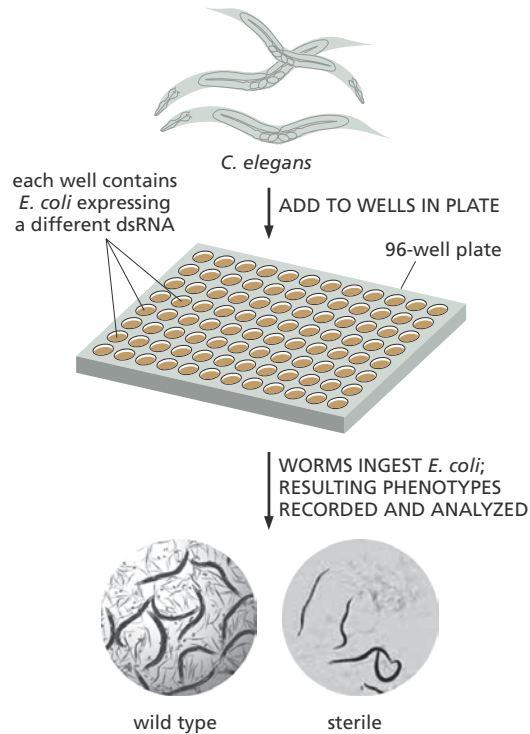 C. elegans
each well contains
E. coli expressing
a different dsRNA
ADD TO WELLS IN PLATE
96-well plate
WORMS INGEST E. coli;
RESULTING PHENOTYPES
RECORDED AND ANALYZED
wild type
sterile